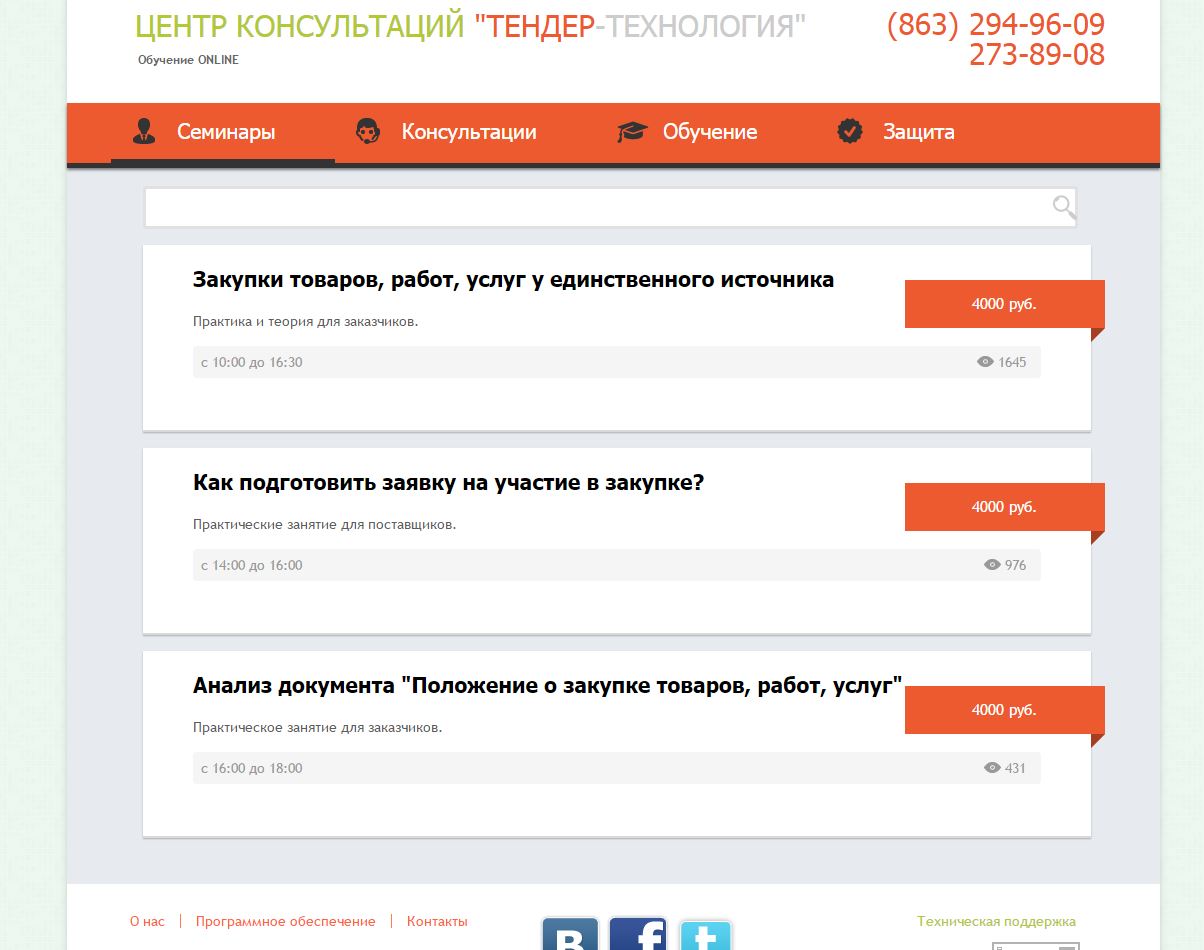 ЦЕНТР КОНСУЛЬТАЦИЙ "ТЕНДЕР-ТЕХНОЛОГИЯ"
(863) 294-96-09
273-89-08
Обучение ONLINE
Семинары
Консультации
Обучение
Защита
Закупки товаров, работ, услуг у единственного источника
4000 руб.
Практика и теория для заказчиков.
с 10:00 до 16:30
1645
Как подготовить заявку на участие в закупке?
4000 руб.
Практические занятие для поставщиков.
с 14:00 до 16:00
976
Анализ документа "Положение о закупке товаров, работ, услуг"
4000 руб.
Практическое занятие для заказчиков.
с 16:00 до 18:00
431
О нас | Программное обеспечение | Контакты
В f t
Техническая поддержка